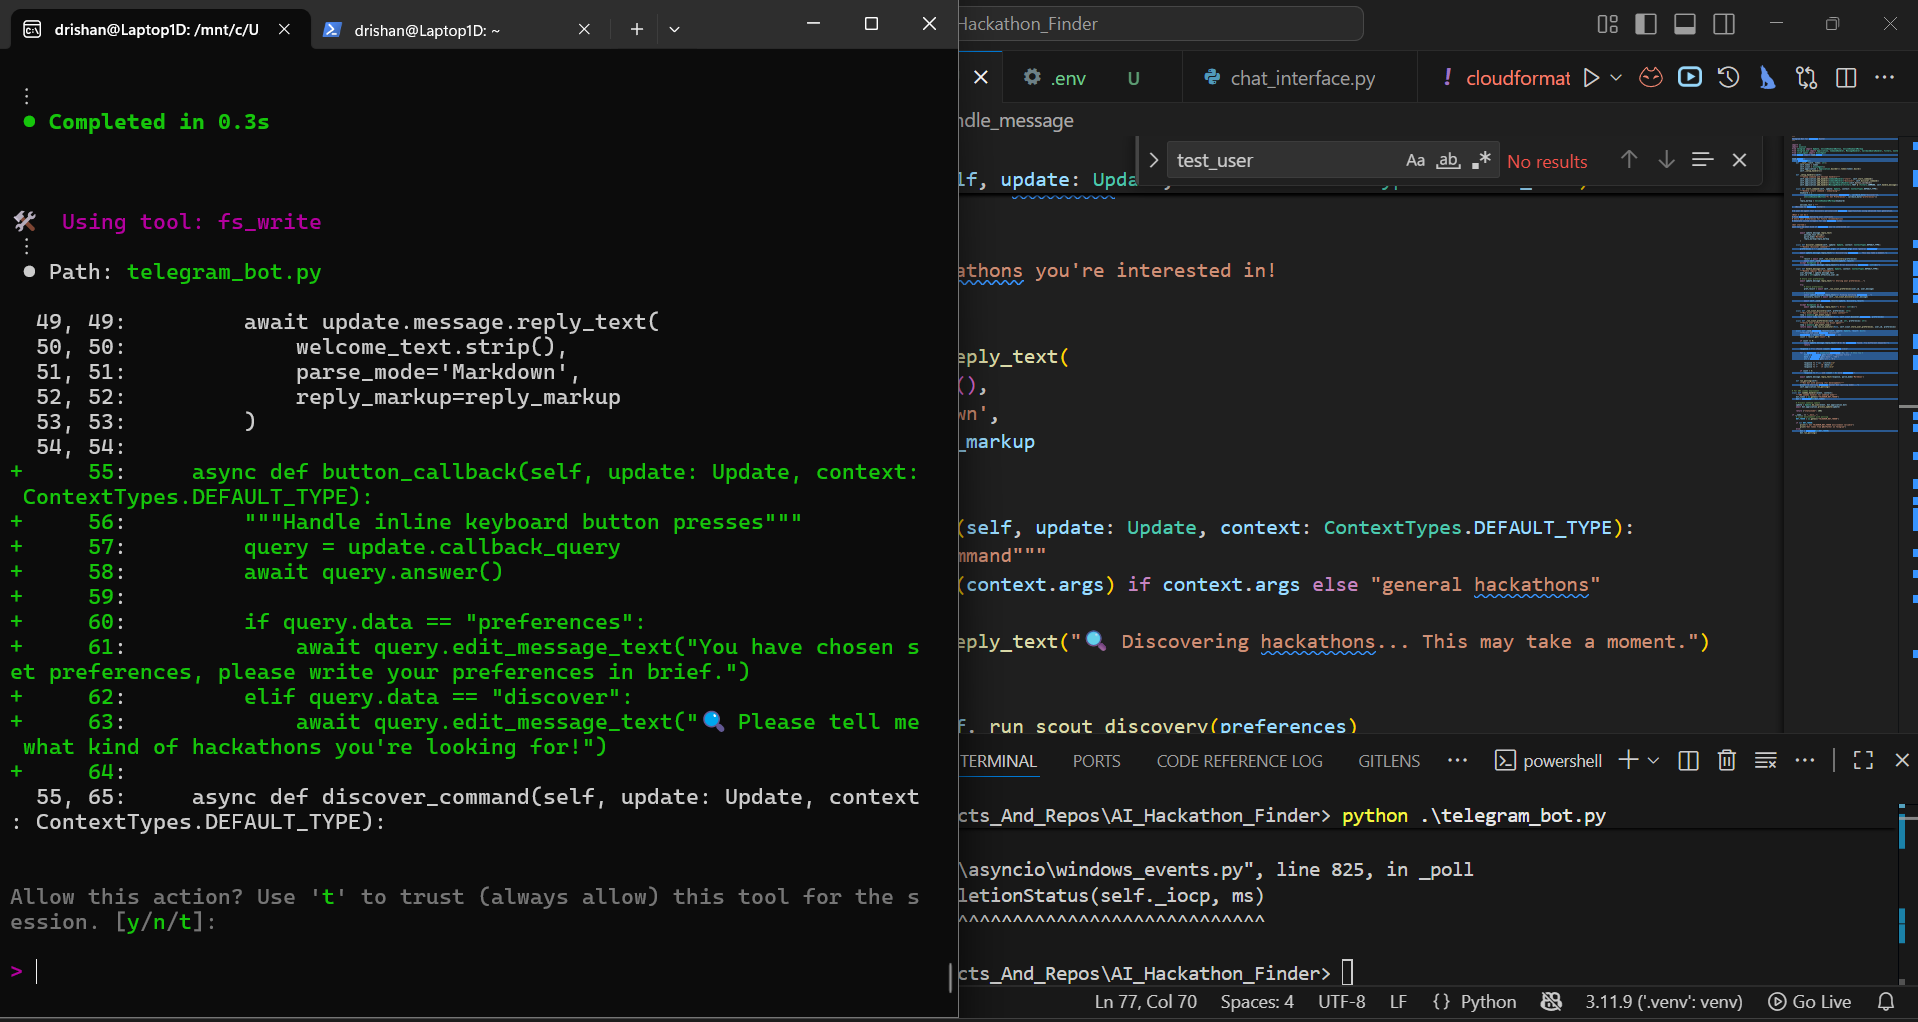 drishan@Laptop1D: /mnt/c/U
drishan@Laptop1D: ~
Completed in 0.3s
Using tool: fs_write
Path: telegram_bot.py
49, 49:         await update.message.reply_text(
50, 50:             welcome_text.strip(),
51, 51:             parse_mode='Markdown',
52, 52:             reply_markup=reply_markup
53, 53:         )
54, 54:
+     55:     async def button_callback(self, update: Update, context:
ContextTypes.DEFAULT_TYPE):
+     56:         """Handle inline keyboard button presses"""
+     57:         query = update.callback_query
+     58:         await query.answer()
+     59:
+     60:         if query.data == "preferences":
+     61:             await query.edit_message_text("You have chosen s
et preferences, please write your preferences in brief.")
+     62:         elif query.data == "discover":
+     63:             await query.edit_message_text("🔍 Please tell me
what kind of hackathons you're looking for!")
+     64:
55, 65:     async def discover_command(self, update: Update, context
: ContextTypes.DEFAULT_TYPE):
Allow this action? Use 't' to trust (always allow) this tool for the s
ession. [y/n/t]:
>
Hackathon_Finder
.env U
chat_interface.py
! cloudformat
ndle_message
test_user
Aa ab .* No results
lf, update: Upda
athons you're interested in!
eply_text(
(),
wn',
_markup
(self, update: Update, context: ContextTypes.DEFAULT_TYPE):
mmand"""
(context.args) if context.args else "general hackathons"
eply_text("🔍 Discovering hackathons... This may take a moment.")
f._run_scout_discovery(preferences)
TERMINAL PORTS CODE REFERENCE LOG GITLENS ... powershell
cts_And_Repos\AI_Hackathon_Finder> python .\telegram_bot.py
\asyncio\windows_events.py", line 825, in _poll
letionStatus(self._iocp, ms)
^^^^^^^^^^^^^^^^^^^^^^^^^^^^
cts_And_Repos\AI_Hackathon_Finder>
Ln 77, Col 70 Spaces: 4 UTF-8 LF {} Python 3.11.9 ('.venv': venv) Go Live